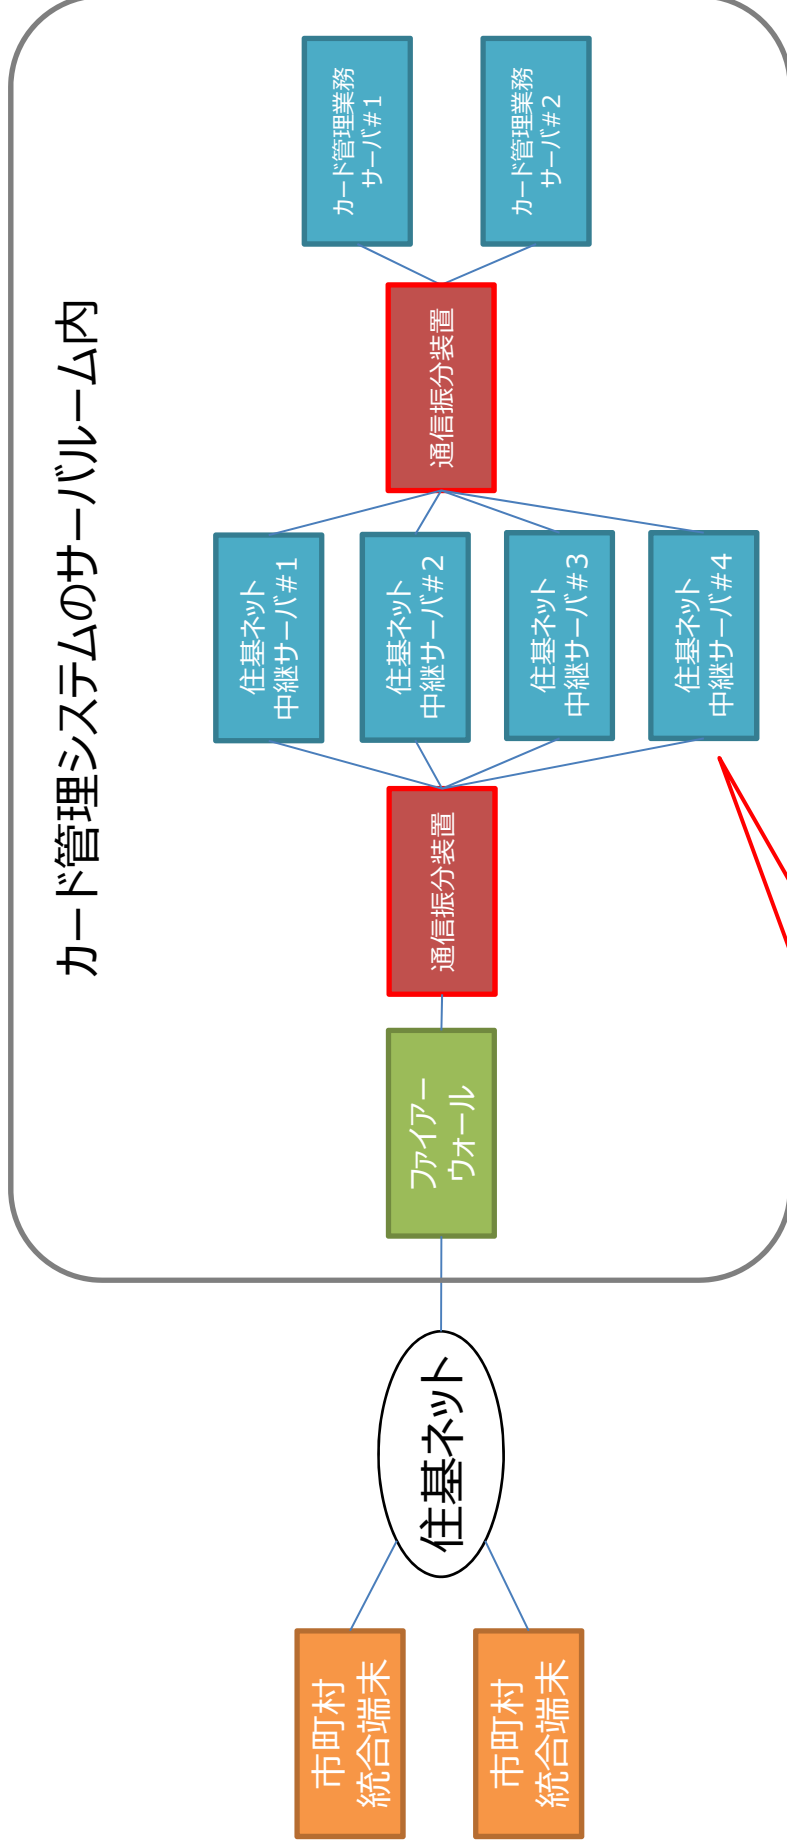 カード管理システムのサーバルーム内
市町村
統合端末
市町村
統合端末
住基ネット
ファイアー
ウォール
通信振分装置
住基ネット
中継サーバ#1
住基ネット
中継サーバ#2
住基ネット
中継サーバ#3
住基ネット
中継サーバ#4
通信振分装置
カード管理業務
サーバ#1
カード管理業務
サーバ#2